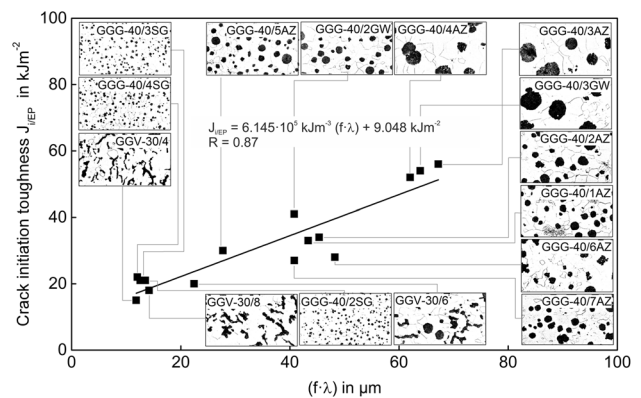 Crack initiation toughness Ji/EP in kJm-2
100
80
60
40
20
0
GGG-40/3SG
GGG-40/4SG
GGV-30/4
GGG-40/5AZ
GGG-40/2GW
GGG-40/4AZ
GGG-40/3AZ
GGG-40/3GW
GGG-40/2AZ
GGG-40/1AZ
GGG-40/6AZ
GGG-40/7AZ
Ji/EP = 6.145·10⁵ kJm⁻³ (f·λ) + 9.048 kJm⁻²
R = 0.87
GGV-30/8
GGG-40/2SG
GGV-30/6
0
20
40
60
80
100
(f·λ) in µm